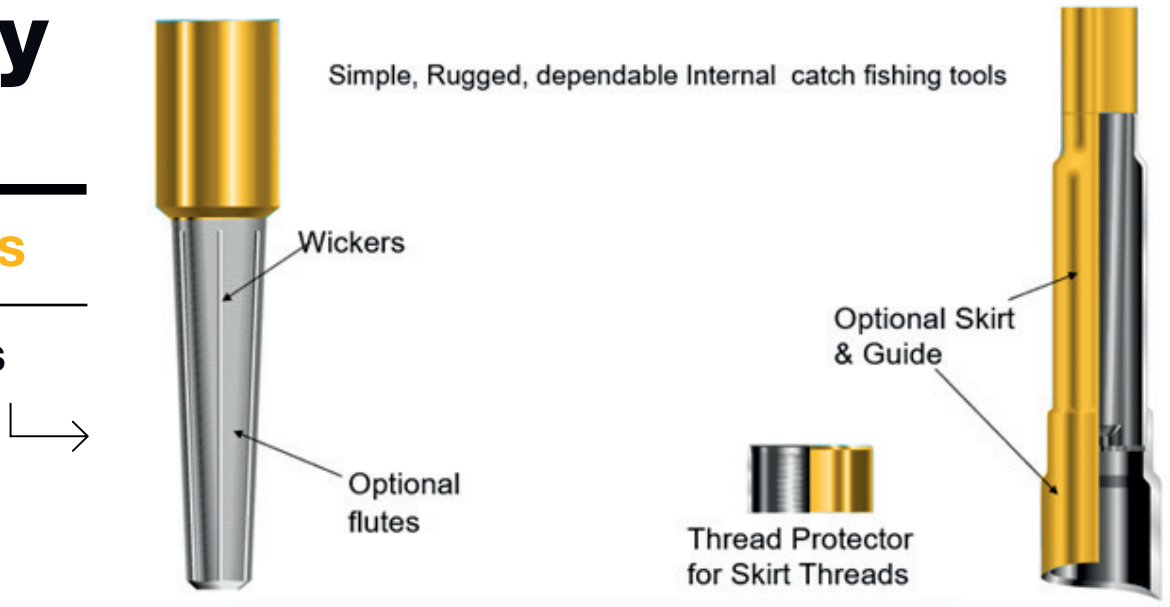 y
Simple, Rugged, dependable Internal catch fishing tools
s
s
Wickers
Optional
flutes
Optional Skirt
& Guide
Thread Protector
for Skirt Threads